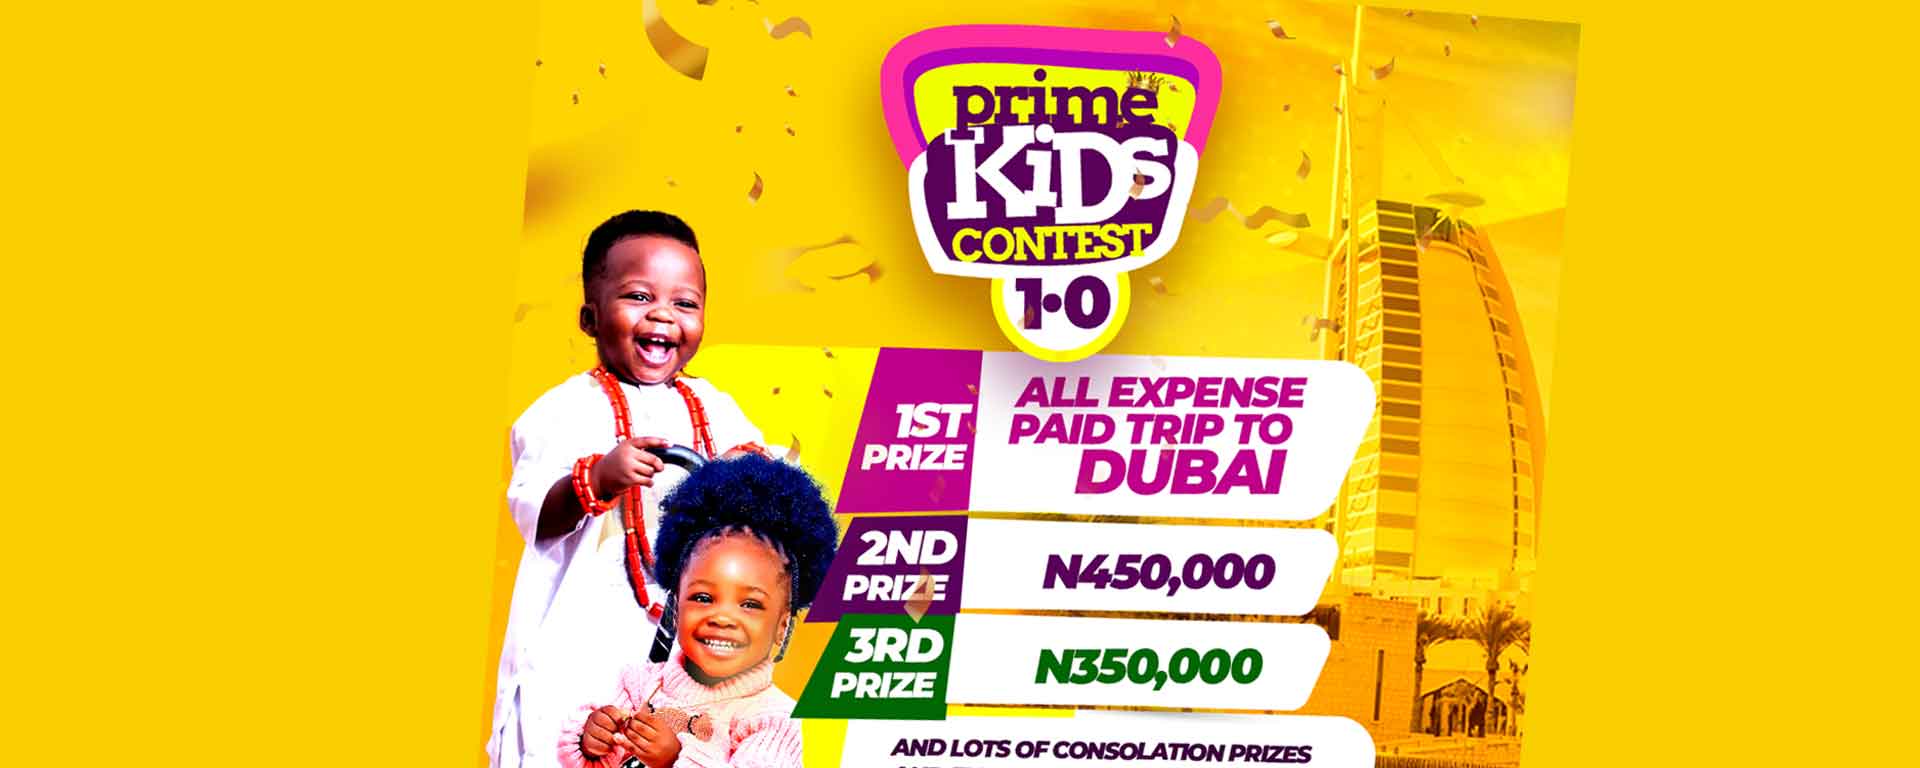 prime
KiDS
CONTEST
1•0
1ST
PRIZE
ALL EXPENSE
PAID TRIP TO
DUBAI
2ND
PRIZE
N450,000
3RD
PRIZE
N350,000
AND LOTS OF CONSOLATION PRIZES